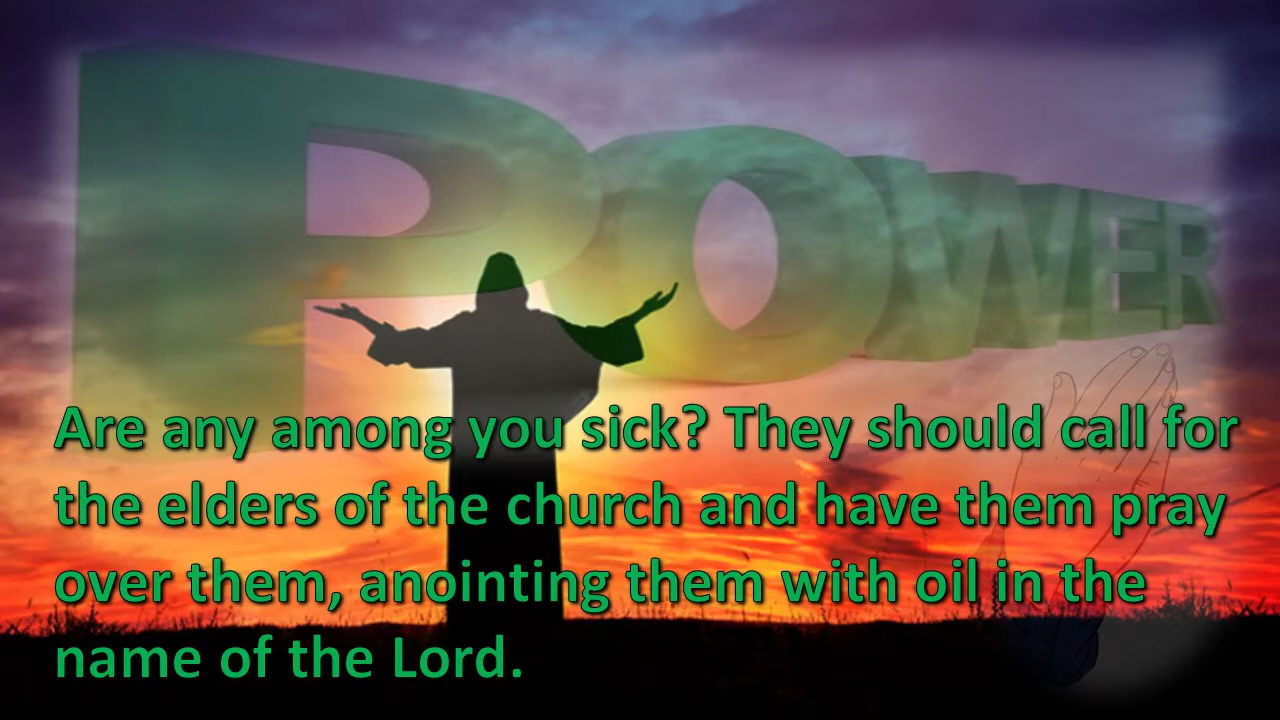 POWER
Are any among you sick? They should call for
the elders of the church and have them pray
over them, anointing them with oil in the
name of the Lord.